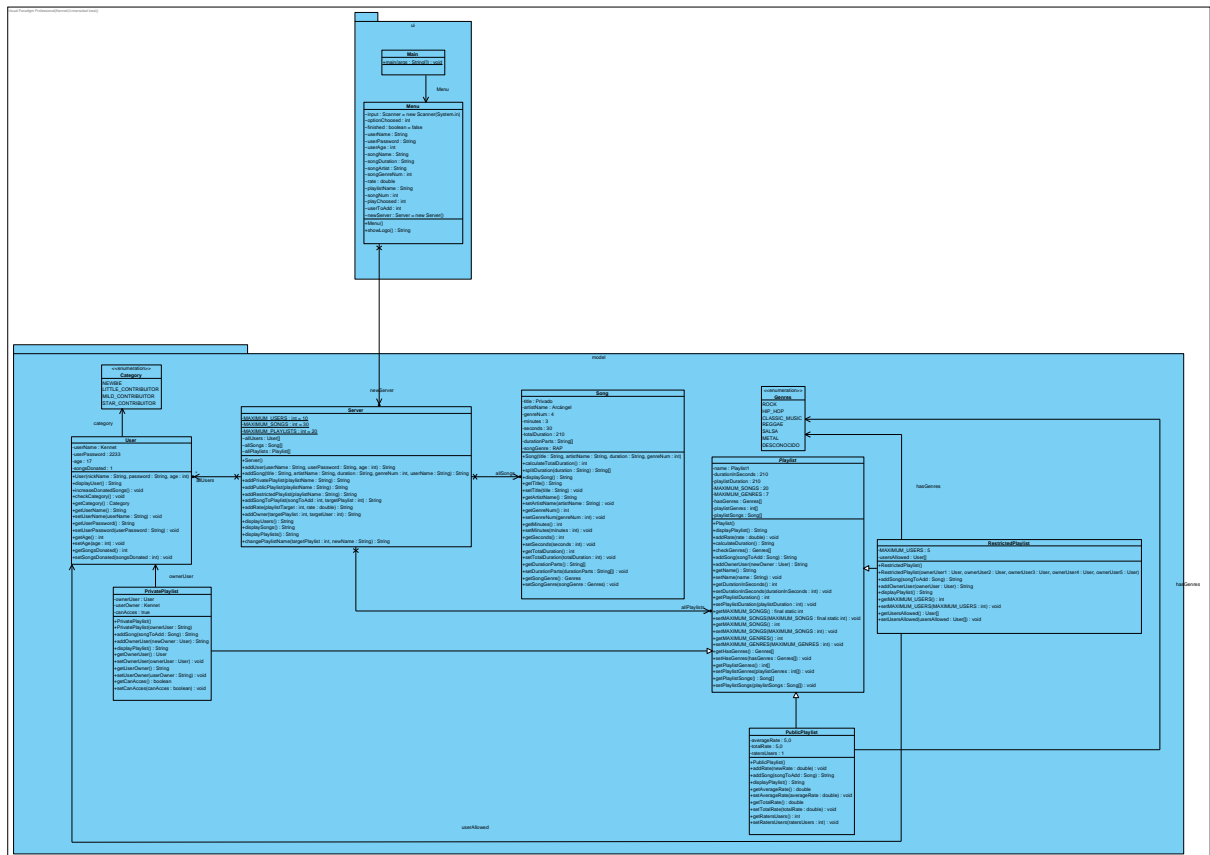 ui
Main
+main(args : String[]) : void
Menu
Menu
-input : Scanner = new Scanner(System.in)
-optionChoosed : int
-finished : boolean = false
-userName : String
-userPassword : String
-userAge : int
-songName : String
-songDuration : String
-songArtist : String
-songGenreNum : int
-rate : double
-playlistName : String
-songNum : int
-playChoosed : int
-userToAdd : int
-newServer : Server = new Server()
+Menu()
+showLogo() : String
model
<<enumeration>>
Category
NEWBIE
LITTLE_CONTRIBUITOR
MILD_CONTRIBUITOR
STAR_CONTRIBUITOR
category
User
-userName : Kennet
-userPassword : 2233
-age : 17
-songsDonated : 1
+User(nickName : String, password : String, age : int)
+displayUser() : String
+increaseDonatedSongs() : void
+checkCategory() : void
+getCategory() : Category
+getUserName() : String
+setUserName(userName : String) : void
+getUserPassword() : String
+setUserPassword(userPassword : String) : void
+getAge() : int
+setAge(age : int) : void
+getSongsDonated() : int
+setSongsDonated(songsDonated : int) : void
allUsers
newServer
Server
-MAXIMUM_USERS : int = 10
-MAXIMUM_SONGS : int = 30
-MAXIMUM_PLAYLISTS : int = 20
-allUsers : User[]
-allSongs : Song[]
-allPlaylists : Playlist[]
+Server()
+addUser(userName : String, userPassword : String, age : int) : String
+addSong(title : String, artistName : String, duration : String, genreNum : int, userName : String) : String
+addPrivatePlaylist(playlistName : String) : String
+addPublicPlaylist(playlistName : String) : String
+addRestrictedPlaylist(playlistName : String) : String
+addSongToPlaylist(songToAdd : int, targetPlaylist : int) : String
+addRate(playlistTarget : int, rate : double) : String
+addOwner(targetPlaylist : int, targetUser : int) : String
+displayUsers() : String
+displaySongs() : String
+displayPlaylists() : String
+changePlaylistName(targetPlaylist : int, newName : String) : String
allSongs
Song
-title : Privado
-artistName : Arcángel
-genreNum : 4
-minutes : 3
-seconds : 30
-totalDuration : 210
-durationParts : String[]
-songGenre : RAP
+Song(title : String, artistName : String, duration : String, genreNum : int)
+calculateTotalDuration() : int
+splitDuration(duration : String) : String[]
+displaySong() : String
+getTitle() : String
+setTitle(title : String) : void
+getArtistName() : String
+setArtistName(artistName : String) : void
+getGenreNum() : int
+setGenreNum(genreNum : int) : void
+getMinutes() : int
+setMinutes(minutes : int) : void
+getSeconds() : int
+setSeconds(seconds : int) : void
+getTotalDuration() : int
+setTotalDuration(totalDuration : int) : void
+getDurationParts() : String[]
+setDurationParts(durationParts : String[]) : void
+getSongGenre() : Genres
+setSongGenre(songGenre : Genres) : void
<<enumeration>>
Genres
ROCK
HIP_HOP
CLASSIC_MUSIC
REGGAE
SALSA
METAL
DESCONOCIDO
Playlist
-name : Playlist1
-durationInSeconds : 210
-playlistDuration : 210
-MAXIMUM_SONGS : 20
-MAXIMUM_GENRES : 7
-hasGenres : Genres[]
-playlistGenres : int[]
-playlistSongs : Song[]
+Playlist()
+displayPlaylist() : String
+addRate(rate : double) : void
+calculateDuration() : String
+checkGenres() : Genres[]
+addSong(songToAdd : Song) : String
+addOwnerUser(newOwner : User) : String
+getName() : String
+setName(name : String) : void
+getDurationInSeconds() : int
+setDurationInSeconds(durationInSeconds : int) : void
+getPlaylistDuration() : int
+setPlaylistDuration(playlistDuration : int) : void
+getMAXIMUM_SONGS() : final static int
+setMAXIMUM_SONGS(MAXIMUM_SONGS : final static int) : void
+getMAXIMUM_SONGS() : int
+setMAXIMUM_SONGS(MAXIMUM_SONGS : int) : void
+getMAXIMUM_GENRES() : int
+setMAXIMUM_GENRES(MAXIMUM_GENRES : int) : void
+getHasGenres() : Genres[]
+setHasGenres(hasGenres : Genres[]) : void
+getPlaylistGenres() : int[]
+setPlaylistGenres(playlistGenres : int[]) : void
+getPlaylistSongs() : Song[]
+setPlaylistSongs(playlistSongs : Song[]) : void
allPlaylists
hasGenres
hasGenres
RestrictedPlaylist
-MAXIMUM_USERS : 5
-usersAllowed : User[]
+RestrictedPlaylist()
+RestrictedPlaylist(ownerUser1 : User, ownerUser2 : User, ownerUser3 : User, ownerUser4 : User, ownerUser5 : User)
+addSong(songToAdd : Song) : String
+addOwnerUser(ownerUser : User) : String
+displayPlaylist() : String
+getMAXIMUM_USERS() : int
+setMAXIMUM_USERS(MAXIMUM_USERS : int) : void
+getUsersAllowed() : User[]
+setUsersAllowed(usersAllowed : User[]) : void
ownerUser
PrivatePlaylist
-ownerUser : User
-userOwner : Kennet
-canAcces : true
+PrivatePlaylist()
+PrivatePlaylist(ownerUser : String)
+addSong(songToAdd : Song) : String
+addOwnerUser(newOwner : User) : String
+displayPlaylist() : String
+getOwnerUser() : User
+setOwnerUser(ownerUser : User) : void
+getUserOwner() : String
+setUserOwner(userOwner : String) : void
+getCanAcces() : boolean
+setCanAcces(canAcces : boolean) : void
PublicPlaylist
-averageRate : 5,0
-totalRate : 5,0
-ratersUsers : 1
+PublicPlaylist()
+addRate(newRate : double) : void
+addSong(songToAdd : Song) : String
+displayPlaylist() : String
+getAverageRate() : double
+setAverageRate(averageRate : double) : void
+getTotalRate() : double
+setTotalRate(totalRate : double) : void
+getRatersUsers() : int
+setRatersUsers(ratersUsers : int) : void
userAllowed